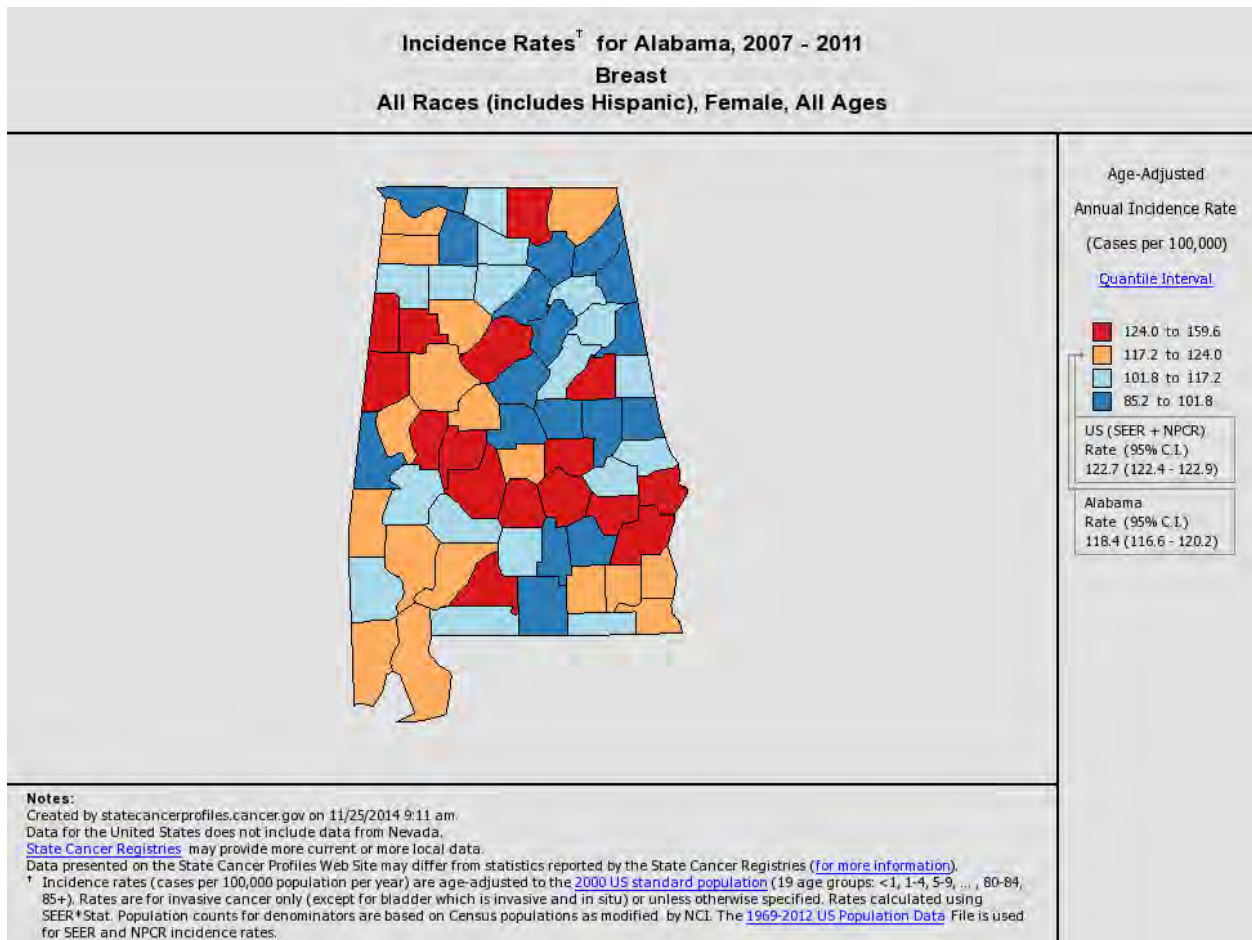 Incidence Rates† for Alabama, 2007 - 2011
Breast
All Races (includes Hispanic), Female, All Ages
Age-Adjusted
Annual Incidence Rate
(Cases per 100,000)
Quantile Interval
124.0 to 159.6
117.2 to 124.0
101.8 to 117.2
85.2 to 101.8
US (SEER + NPCR)
Rate (95% C.I.)
122.7 (122.4 - 122.9)
Alabama
Rate (95% C.I.)
118.4 (116.6 - 120.2)
Notes:
Created by statecancerprofiles.cancer.gov on 11/25/2014 9:11 am.
Data for the United States does not include data from Nevada.
State Cancer Registries may provide more current or more local data.
Data presented on the State Cancer Profiles Web Site may differ from statistics reported by the State Cancer Registries (for more information).
† Incidence rates (cases per 100,000 population per year) are age-adjusted to the 2000 US standard population (19 age groups: <1, 1-4, 5-9, ... , 80-84,
85+). Rates are for invasive cancer only (except for bladder which is invasive and in situ) or unless otherwise specified. Rates calculated using
SEER*Stat. Population counts for denominators are based on Census populations as modified by NCI. The 1969-2012 US Population Data File is used
for SEER and NPCR incidence rates.